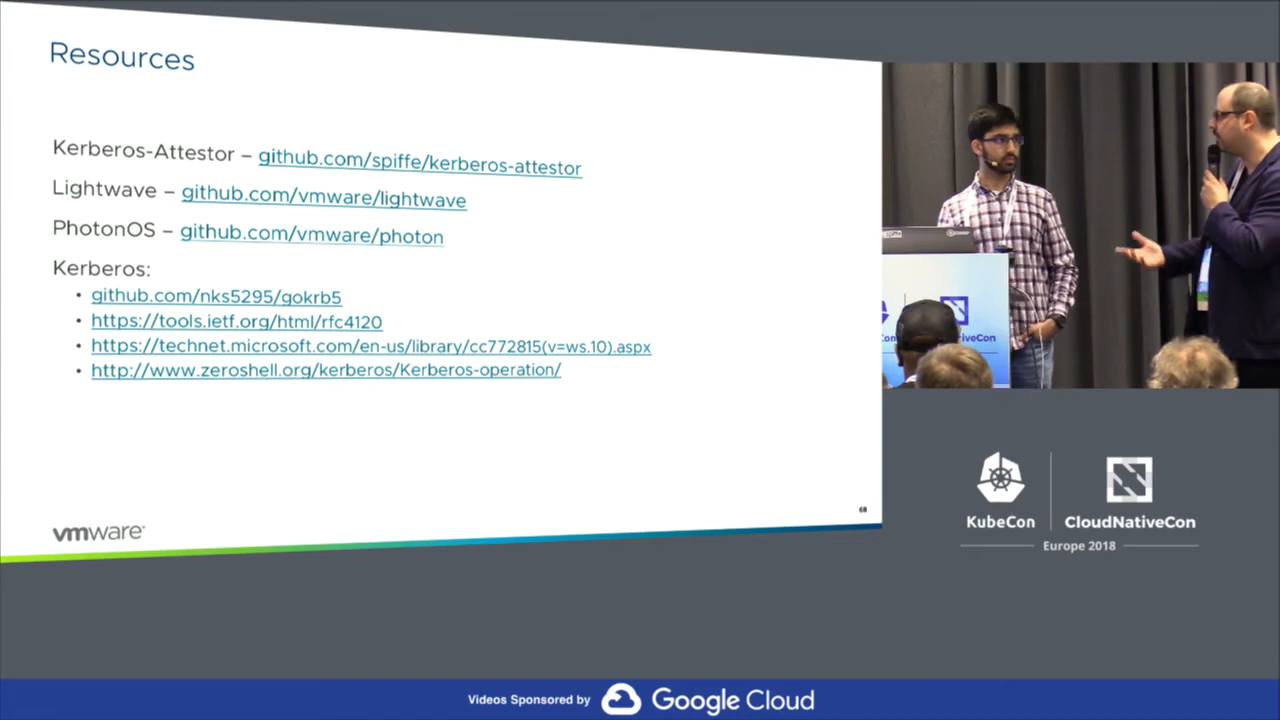 Resources
Kerberos-Attestor – github.com/spiffe/kerberos-attestor
Lightwave – github.com/vmware/lightwave
PhotonOS – github.com/vmware/photon
Kerberos:
• github.com/nks5295/gokrb5
• https://tools.ietf.org/html/rfc4120
• https://technet.microsoft.com/en-us/library/cc772815(v=ws.10).aspx
• http://www.zeroshell.org/kerberos/Kerberos-operation/
68
vmware
KubeCon
CloudNativeCon
Europe 2018
Videos Sponsored by Google Cloud